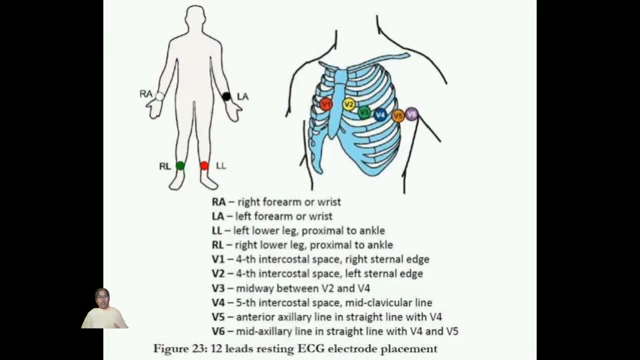 RA
LA
RL
LL
V1
V2
V3
V4
V5
V6
RA – right forearm or wrist
LA – left forearm or wrist
LL – left lower leg, proximal to ankle
RL – right lower leg, proximal to ankle
V1 – 4-th intercostal space, right sternal edge
V2 – 4-th intercostal space, left sternal edge
V3 – midway between V2 and V4
V4 – 5-th intercostal space, mid-clavicular line
V5 – anterior axillary line in straight line with V4
V6 – mid-axillary line in straight line with V4 and V5
Figure 23: 12 leads resting ECG electrode placement